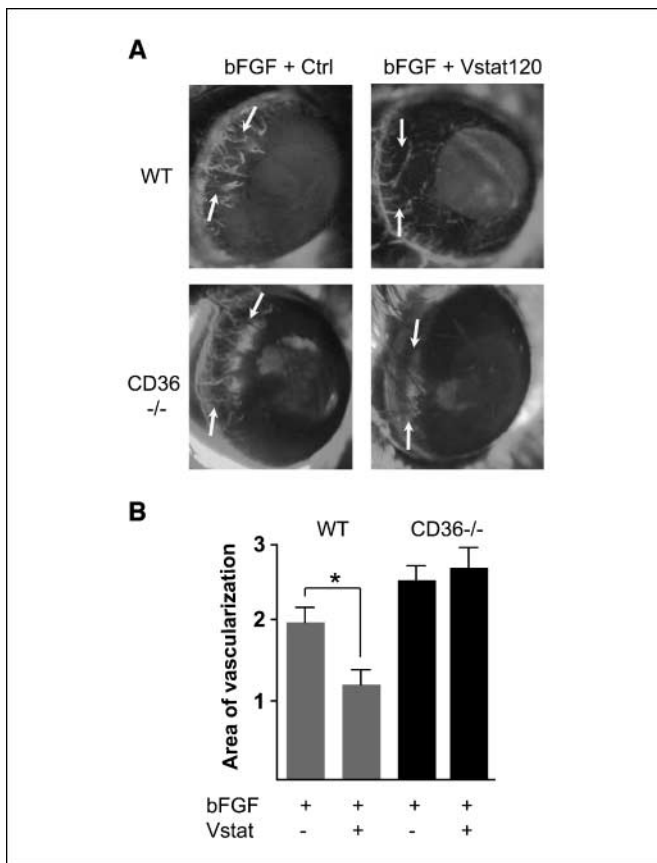 A
bFGF + Ctrl bFGF + Vstat120
WT
CD36
-/-
B
WT CD36-/-
Area of vascularization
3
2
1
*
bFGF + + + +
Vstat - + - +